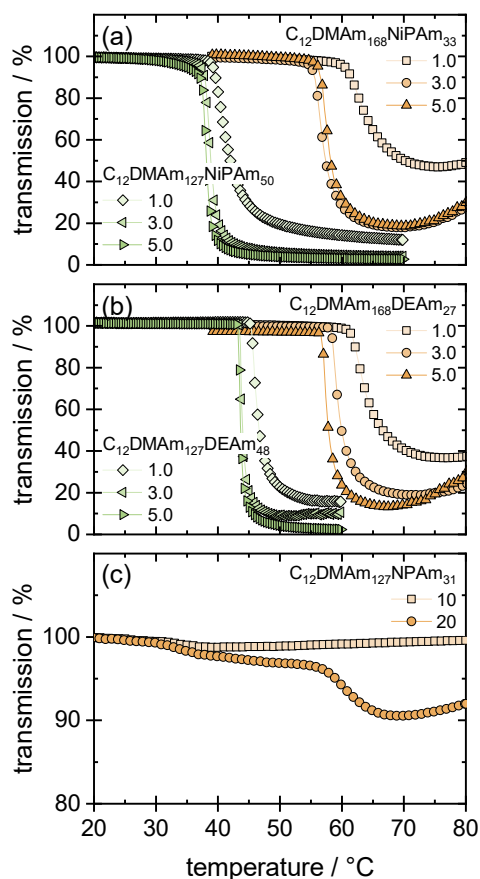 (a)
C₁₂DMAm₁₆₈NiPAm₃₃
1.0
3.0
5.0
C₁₂DMAm₁₂₇NiPAm₅₀
1.0
3.0
5.0
transmission / %
100
80
60
40
20
0
(b)
C₁₂DMAm₁₆₈DEAm₂₇
1.0
3.0
5.0
C₁₂DMAm₁₂₇DEAm₄₈
1.0
3.0
5.0
transmission / %
100
80
60
40
20
0
(c)
C₁₂DMAm₁₂₇NPAm₃₁
10
20
transmission / %
100
90
80
20 30 40 50 60 70 80
temperature / °C